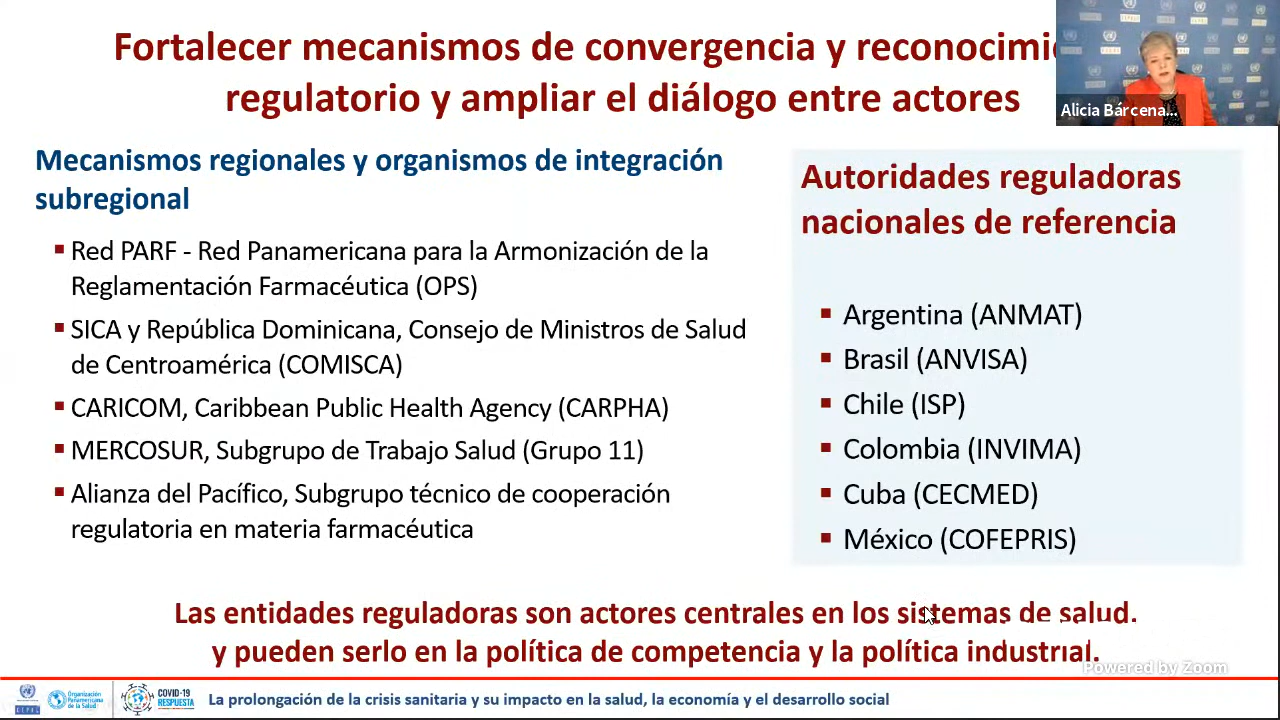 Fortalecer mecanismos de convergencia y
regulatorio y ampliar el diálogo entre actores
Alicia Bárcena...
Mecanismos regionales y organismos de integración
subregional
▪ Red PARF - Red Panamericana para la Armonización de la
Reglamentación Farmacéutica (OPS)
▪ SICA y República Dominicana, Consejo de Ministros de Salud
de Centroamérica (COMISCA)
▪ CARICOM, Caribbean Public Health Agency (CARPHA)
▪ MERCOSUR, Subgrupo de Trabajo Salud (Grupo 11)
▪ Alianza del Pacífico, Subgrupo técnico de cooperación
regulatoria en materia farmacéutica
Autoridades reguladoras
nacionales de referencia
▪ Argentina (ANMAT)
▪ Brasil (ANVISA)
▪ Chile (ISP)
▪ Colombia (INVIMA)
▪ Cuba (CECMED)
▪ México (COFEPRIS)
Las entidades reguladoras son actores centrales en los sistemas de salud.
y pueden serlo en la política de competencia y la política industrial.
Powered by Zoom
CEPAL
Organización
Panamericana
de la Salud
COVID-19
RESPUESTA
La prolongación de la crisis sanitaria y su impacto en la salud, la economía y el desarrollo social